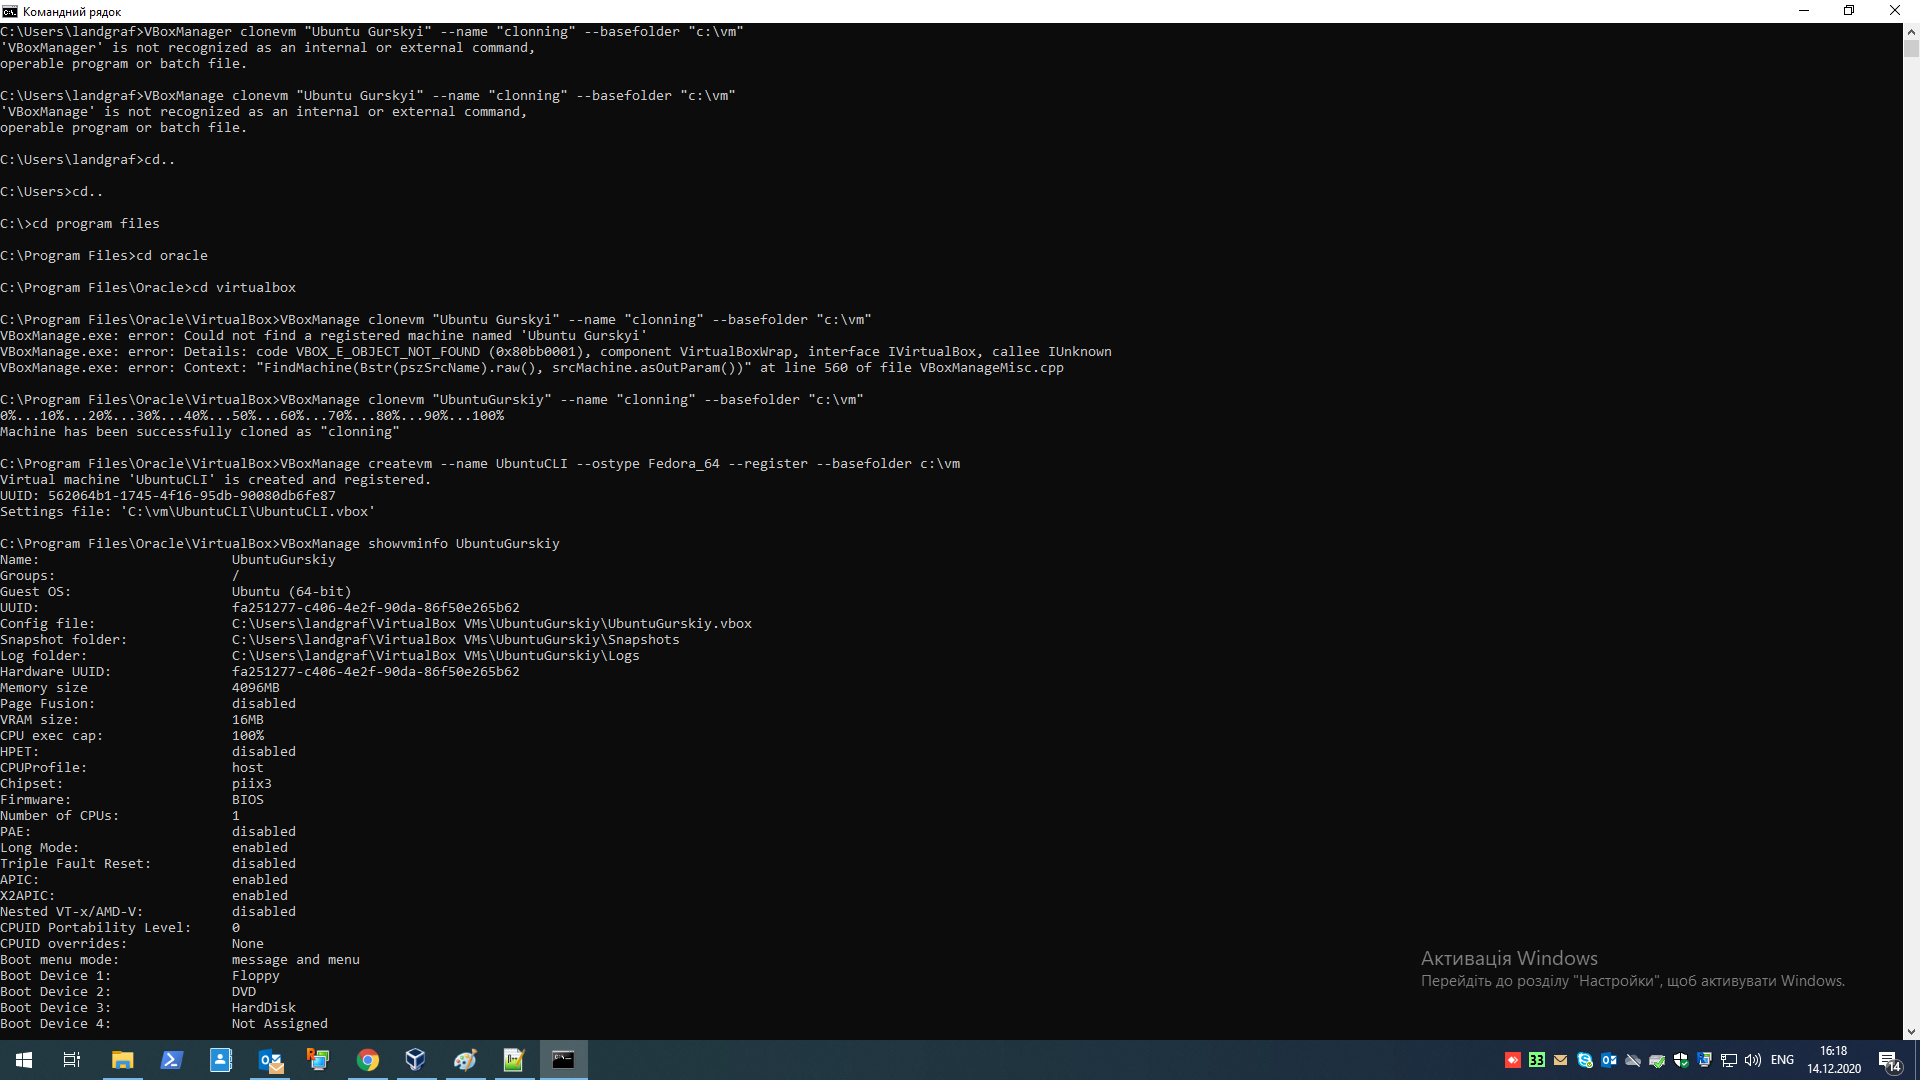 Командний рядок
C:\Users\landgraf>VBoxManager clonevm "Ubuntu Gurskyi" --name "clonning" --basefolder "c:\vm"
'VBoxManager' is not recognized as an internal or external command,
operable program or batch file.
C:\Users\landgraf>VBoxManage clonevm "Ubuntu Gurskyi" --name "clonning" --basefolder "c:\vm"
'VBoxManage' is not recognized as an internal or external command,
operable program or batch file.
C:\Users\landgraf>cd..
C:\Users>cd..
C:\>cd program files
C:\Program Files>cd oracle
C:\Program Files\Oracle>cd virtualbox
C:\Program Files\Oracle\VirtualBox>VBoxManage clonevm "Ubuntu Gurskyi" --name "clonning" --basefolder "c:\vm"
VBoxManage.exe: error: Could not find a registered machine named 'Ubuntu Gurskyi'
VBoxManage.exe: error: Details: code VBOX_E_OBJECT_NOT_FOUND (0x80bb0001), component VirtualBoxWrap, interface IVirtualBox, callee IUnknown
VBoxManage.exe: error: Context: "FindMachine(Bstr(pszSrcName).raw(), srcMachine.asOutParam())" at line 560 of file VBoxManageMisc.cpp
C:\Program Files\Oracle\VirtualBox>VBoxManage clonevm "UbuntuGurskiy" --name "clonning" --basefolder "c:\vm"
0%...10%...20%...30%...40%...50%...60%...70%...80%...90%...100%
Machine has been successfully cloned as "clonning"
C:\Program Files\Oracle\VirtualBox>VBoxManage createvm --name UbuntuCLI --ostype Fedora_64 --register --basefolder c:\vm
Virtual machine 'UbuntuCLI' is created and registered.
UUID: 562064b1-1745-4f16-95db-90080db6fe87
Settings file: 'C:\vm\UbuntuCLI\UbuntuCLI.vbox'
C:\Program Files\Oracle\VirtualBox>VBoxManage showvminfo UbuntuGurskiy
Name: UbuntuGurskiy
Groups: /
Guest OS: Ubuntu (64-bit)
UUID: fa251277-c406-4e2f-90da-86f50e265b62
Config file: C:\Users\landgraf\VirtualBox VMs\UbuntuGurskiy\UbuntuGurskiy.vbox
Snapshot folder: C:\Users\landgraf\VirtualBox VMs\UbuntuGurskiy\Snapshots
Log folder: C:\Users\landgraf\VirtualBox VMs\UbuntuGurskiy\Logs
Hardware UUID: fa251277-c406-4e2f-90da-86f50e265b62
Memory size 4096MB
Page Fusion: disabled
VRAM size: 16MB
CPU exec cap: 100%
HPET: disabled
CPUProfile: host
Chipset: piix3
Firmware: BIOS
Number of CPUs: 1
PAE: disabled
Long Mode: enabled
Triple Fault Reset: disabled
APIC: enabled
X2APIC: enabled
Nested VT-x/AMD-V: disabled
CPUID Portability Level: 0
CPUID overrides: None
Boot menu mode: message and menu
Boot Device 1: Floppy
Boot Device 2: DVD
Boot Device 3: HardDisk
Boot Device 4: Not Assigned
Активація Windows
Перейдіть до розділу "Настройки", щоб активувати Windows.
33
ENG
16:18
14.12.2020
14